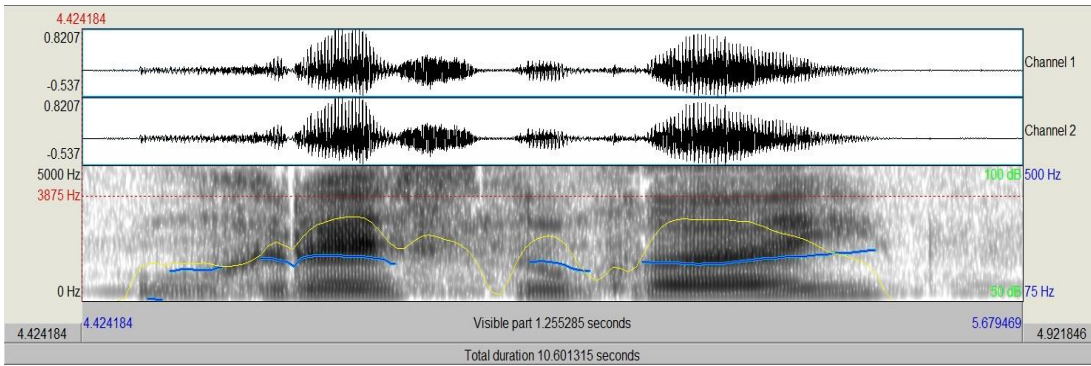 4.424184
0.8207
Channel 1
-0.537
0.8207
Channel 2
-0.537
5000 Hz 100 dB 500 Hz
3875 Hz
0 Hz 50 dB 75 Hz
4.424184 4.424184 Visible part 1.255285 seconds 5.679469 4.921846
Total duration 10.601315 seconds